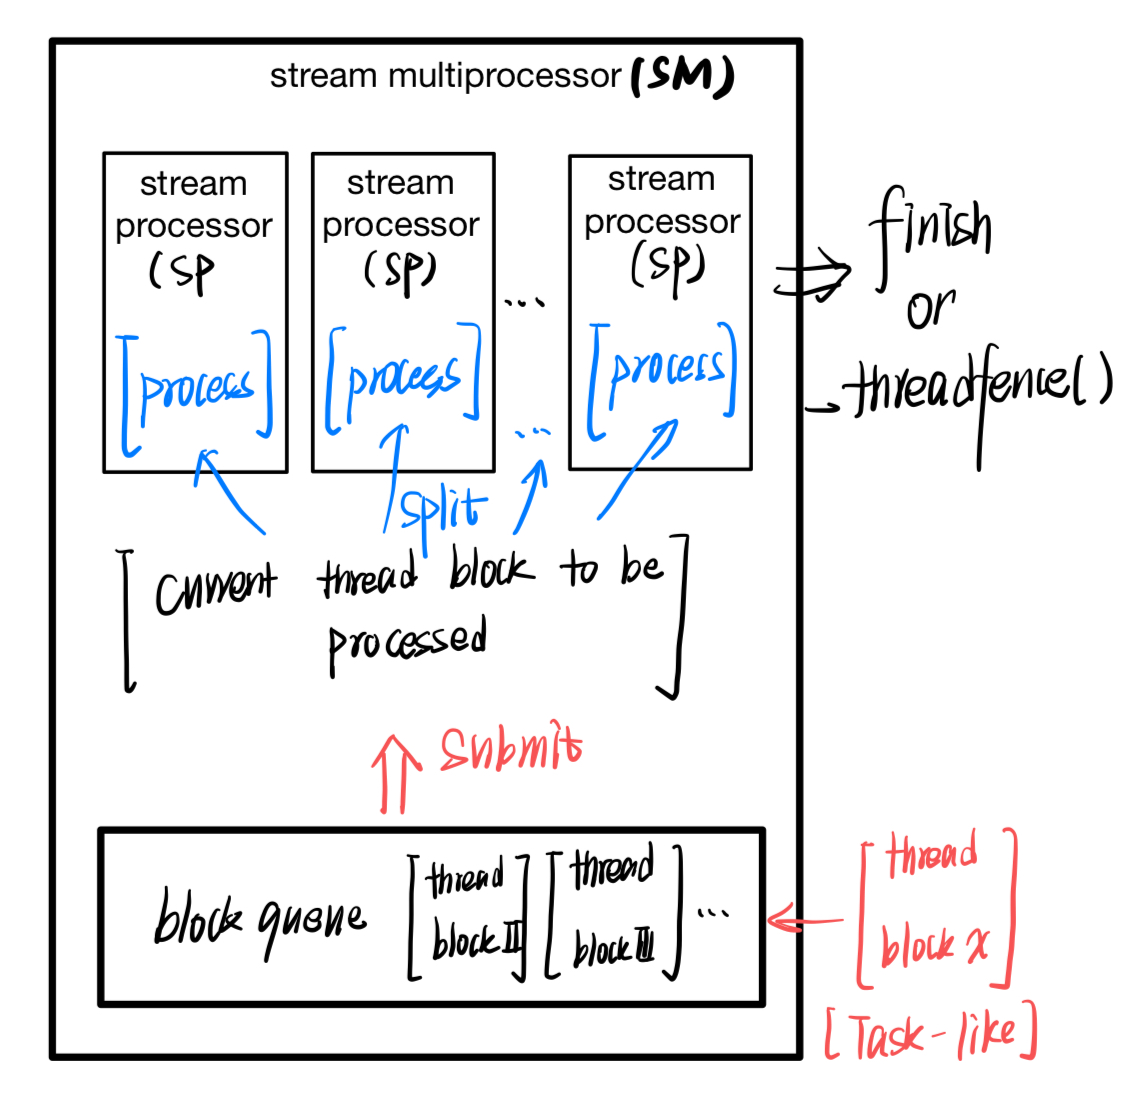 stream multiprocessor (SM)
stream
processor
(SP
stream
processor
(SP)
...
stream
processor
(SP)
[process]
[process]
...
[process]
finish
or
threadfence()
split
[current thread block to be
processed]
submit
block queue
[thread
block II]
[thread
block III]
...
[thread
block x]
[Task-like]